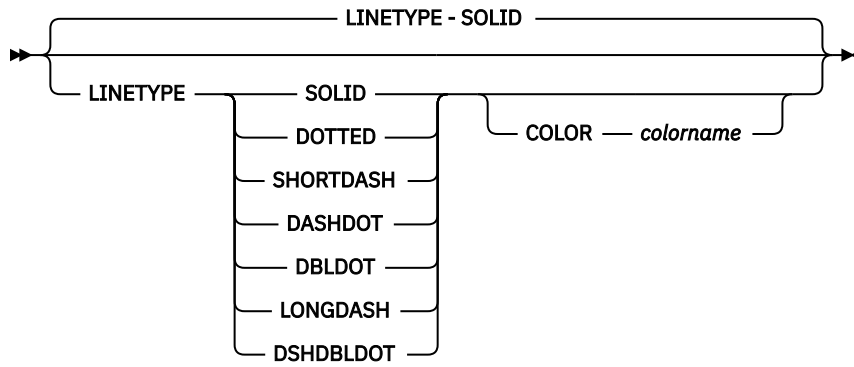 LINETYPE - SOLID
LINETYPE SOLID
COLOR colorname
DOTTED
SHORTDASH
DASHDOT
DBLDOT
LONGDASH
DSHDBLDOT